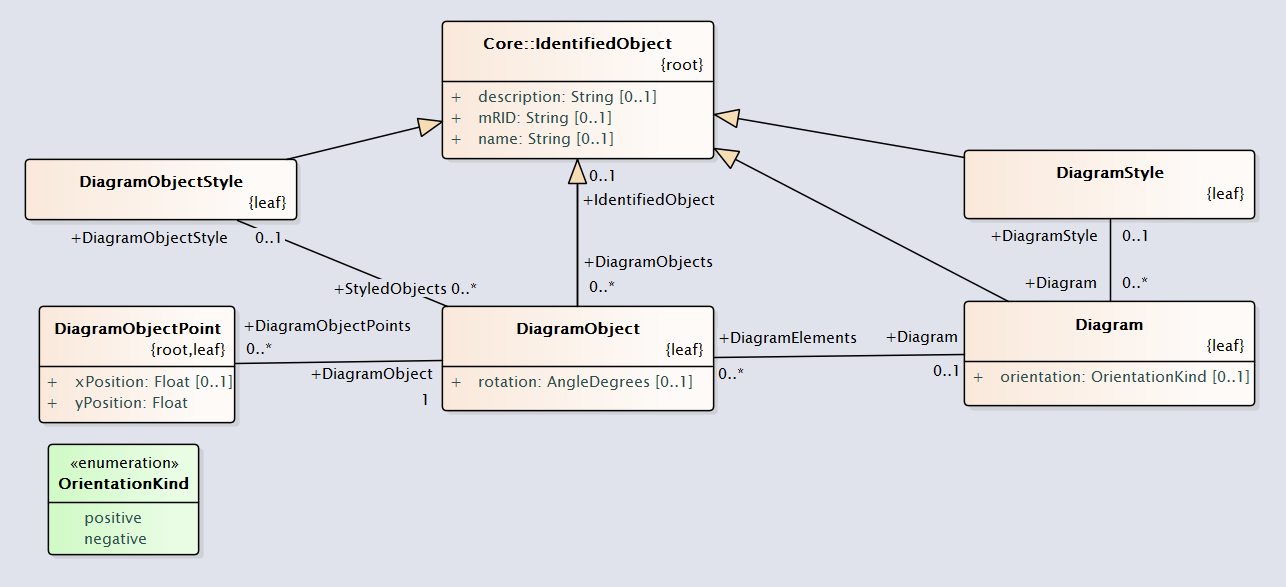 Core::IdentifiedObject
{root}
+ description: String [0..1]
+ mRID: String [0..1]
+ name: String [0..1]
DiagramObjectStyle
{leaf}
DiagramStyle
{leaf}
0..1
+IdentifiedObject
+DiagramObjectStyle 0..1
+DiagramStyle 0..1
+DiagramObjects
0..*
+StyledObjects 0..*
+Diagram 0..*
DiagramObjectPoint
{root,leaf}
+ xPosition: Float [0..1]
+ yPosition: Float
+DiagramObjectPoints
0..*
+DiagramObject
1
DiagramObject
{leaf}
+ rotation: AngleDegrees [0..1]
+DiagramElements
0..*
+Diagram
0..1
Diagram
{leaf}
+ orientation: OrientationKind [0..1]
«enumeration»
OrientationKind
positive
negative